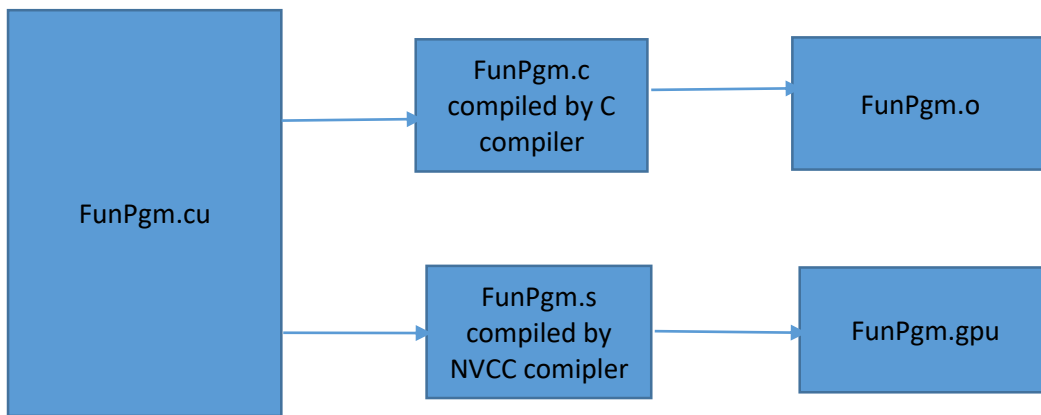 FunPgm.cu
FunPgm.c
compiled by C
compiler
FunPgm.o
FunPgm.s
compiled by
NVCC comipler
FunPgm.gpu